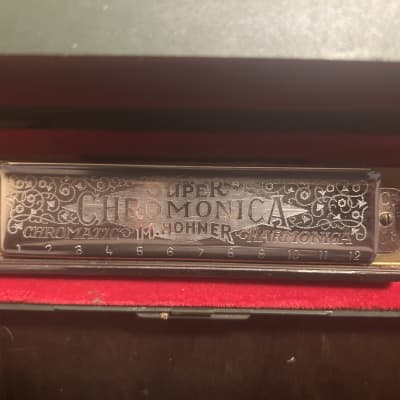 SUPER
CHROMONICA
CHROMATIC M. HOHNER HARMONICA
1 2 3 4 5 6 7 8 9 10 11 12